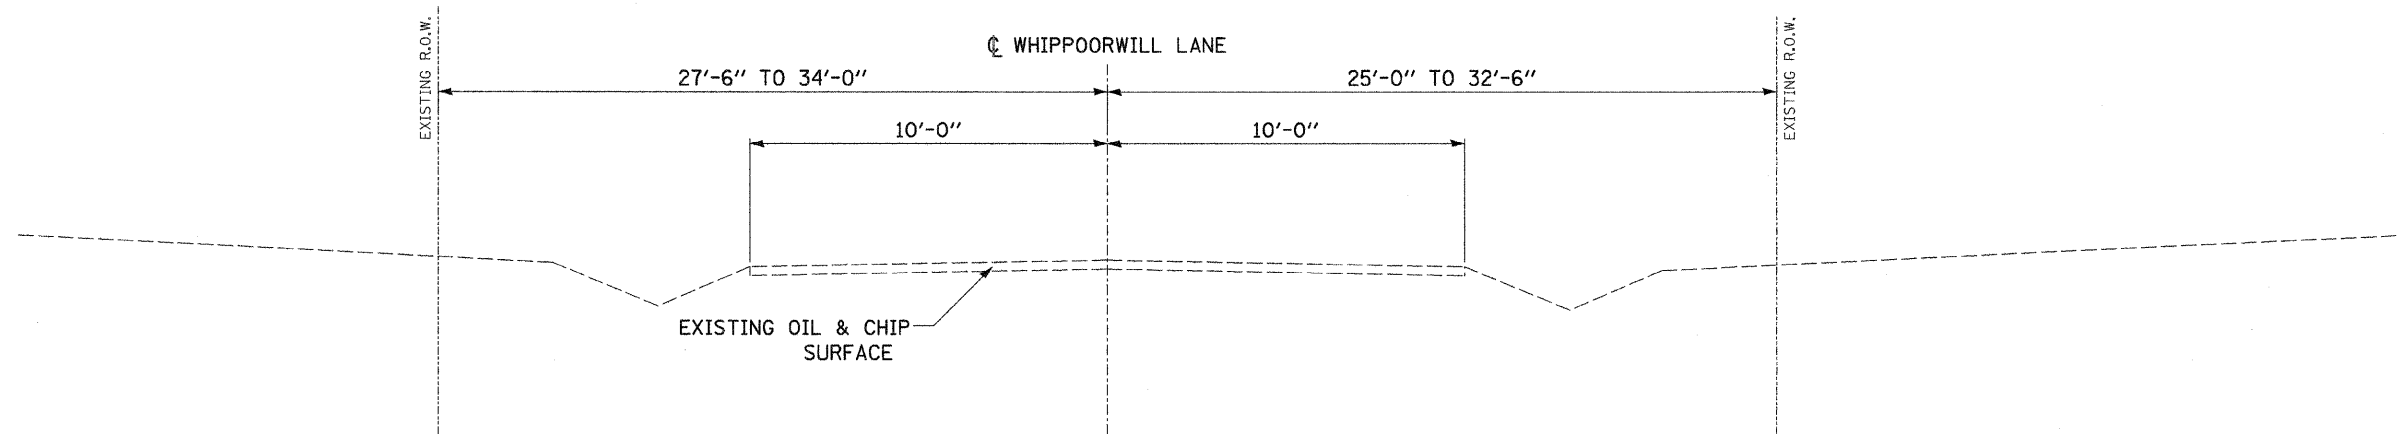 EXISTING R.O.W.
℄ WHIPPOORWILL LANE
27'-6" TO 34'-0"
25'-0" TO 32'-6"
EXISTING R.O.W.
10'-0"
10'-0"
EXISTING OIL & CHIP
SURFACE